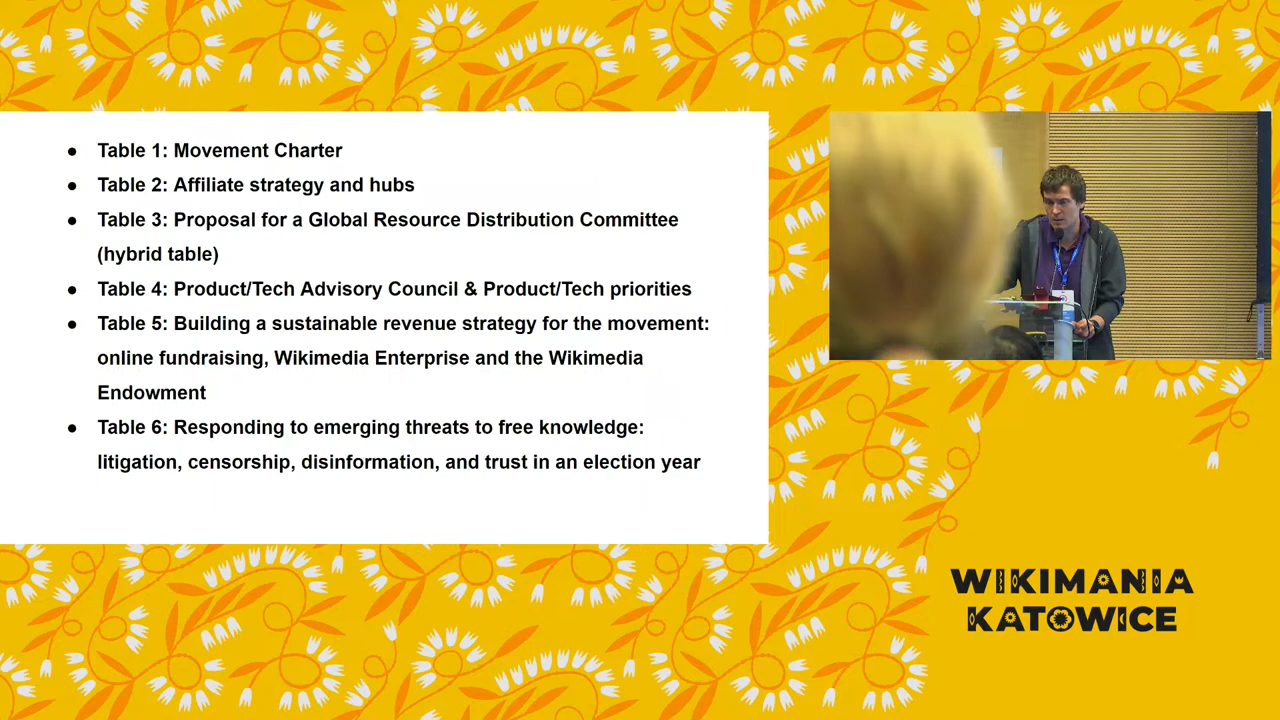 ● Table 1: Movement Charter
● Table 2: Affiliate strategy and hubs
● Table 3: Proposal for a Global Resource Distribution Committee
(hybrid table)
● Table 4: Product/Tech Advisory Council & Product/Tech priorities
● Table 5: Building a sustainable revenue strategy for the movement:
online fundraising, Wikimedia Enterprise and the Wikimedia
Endowment
● Table 6: Responding to emerging threats to free knowledge:
litigation, censorship, disinformation, and trust in an election year
WIKIMANIA
KATOWICE